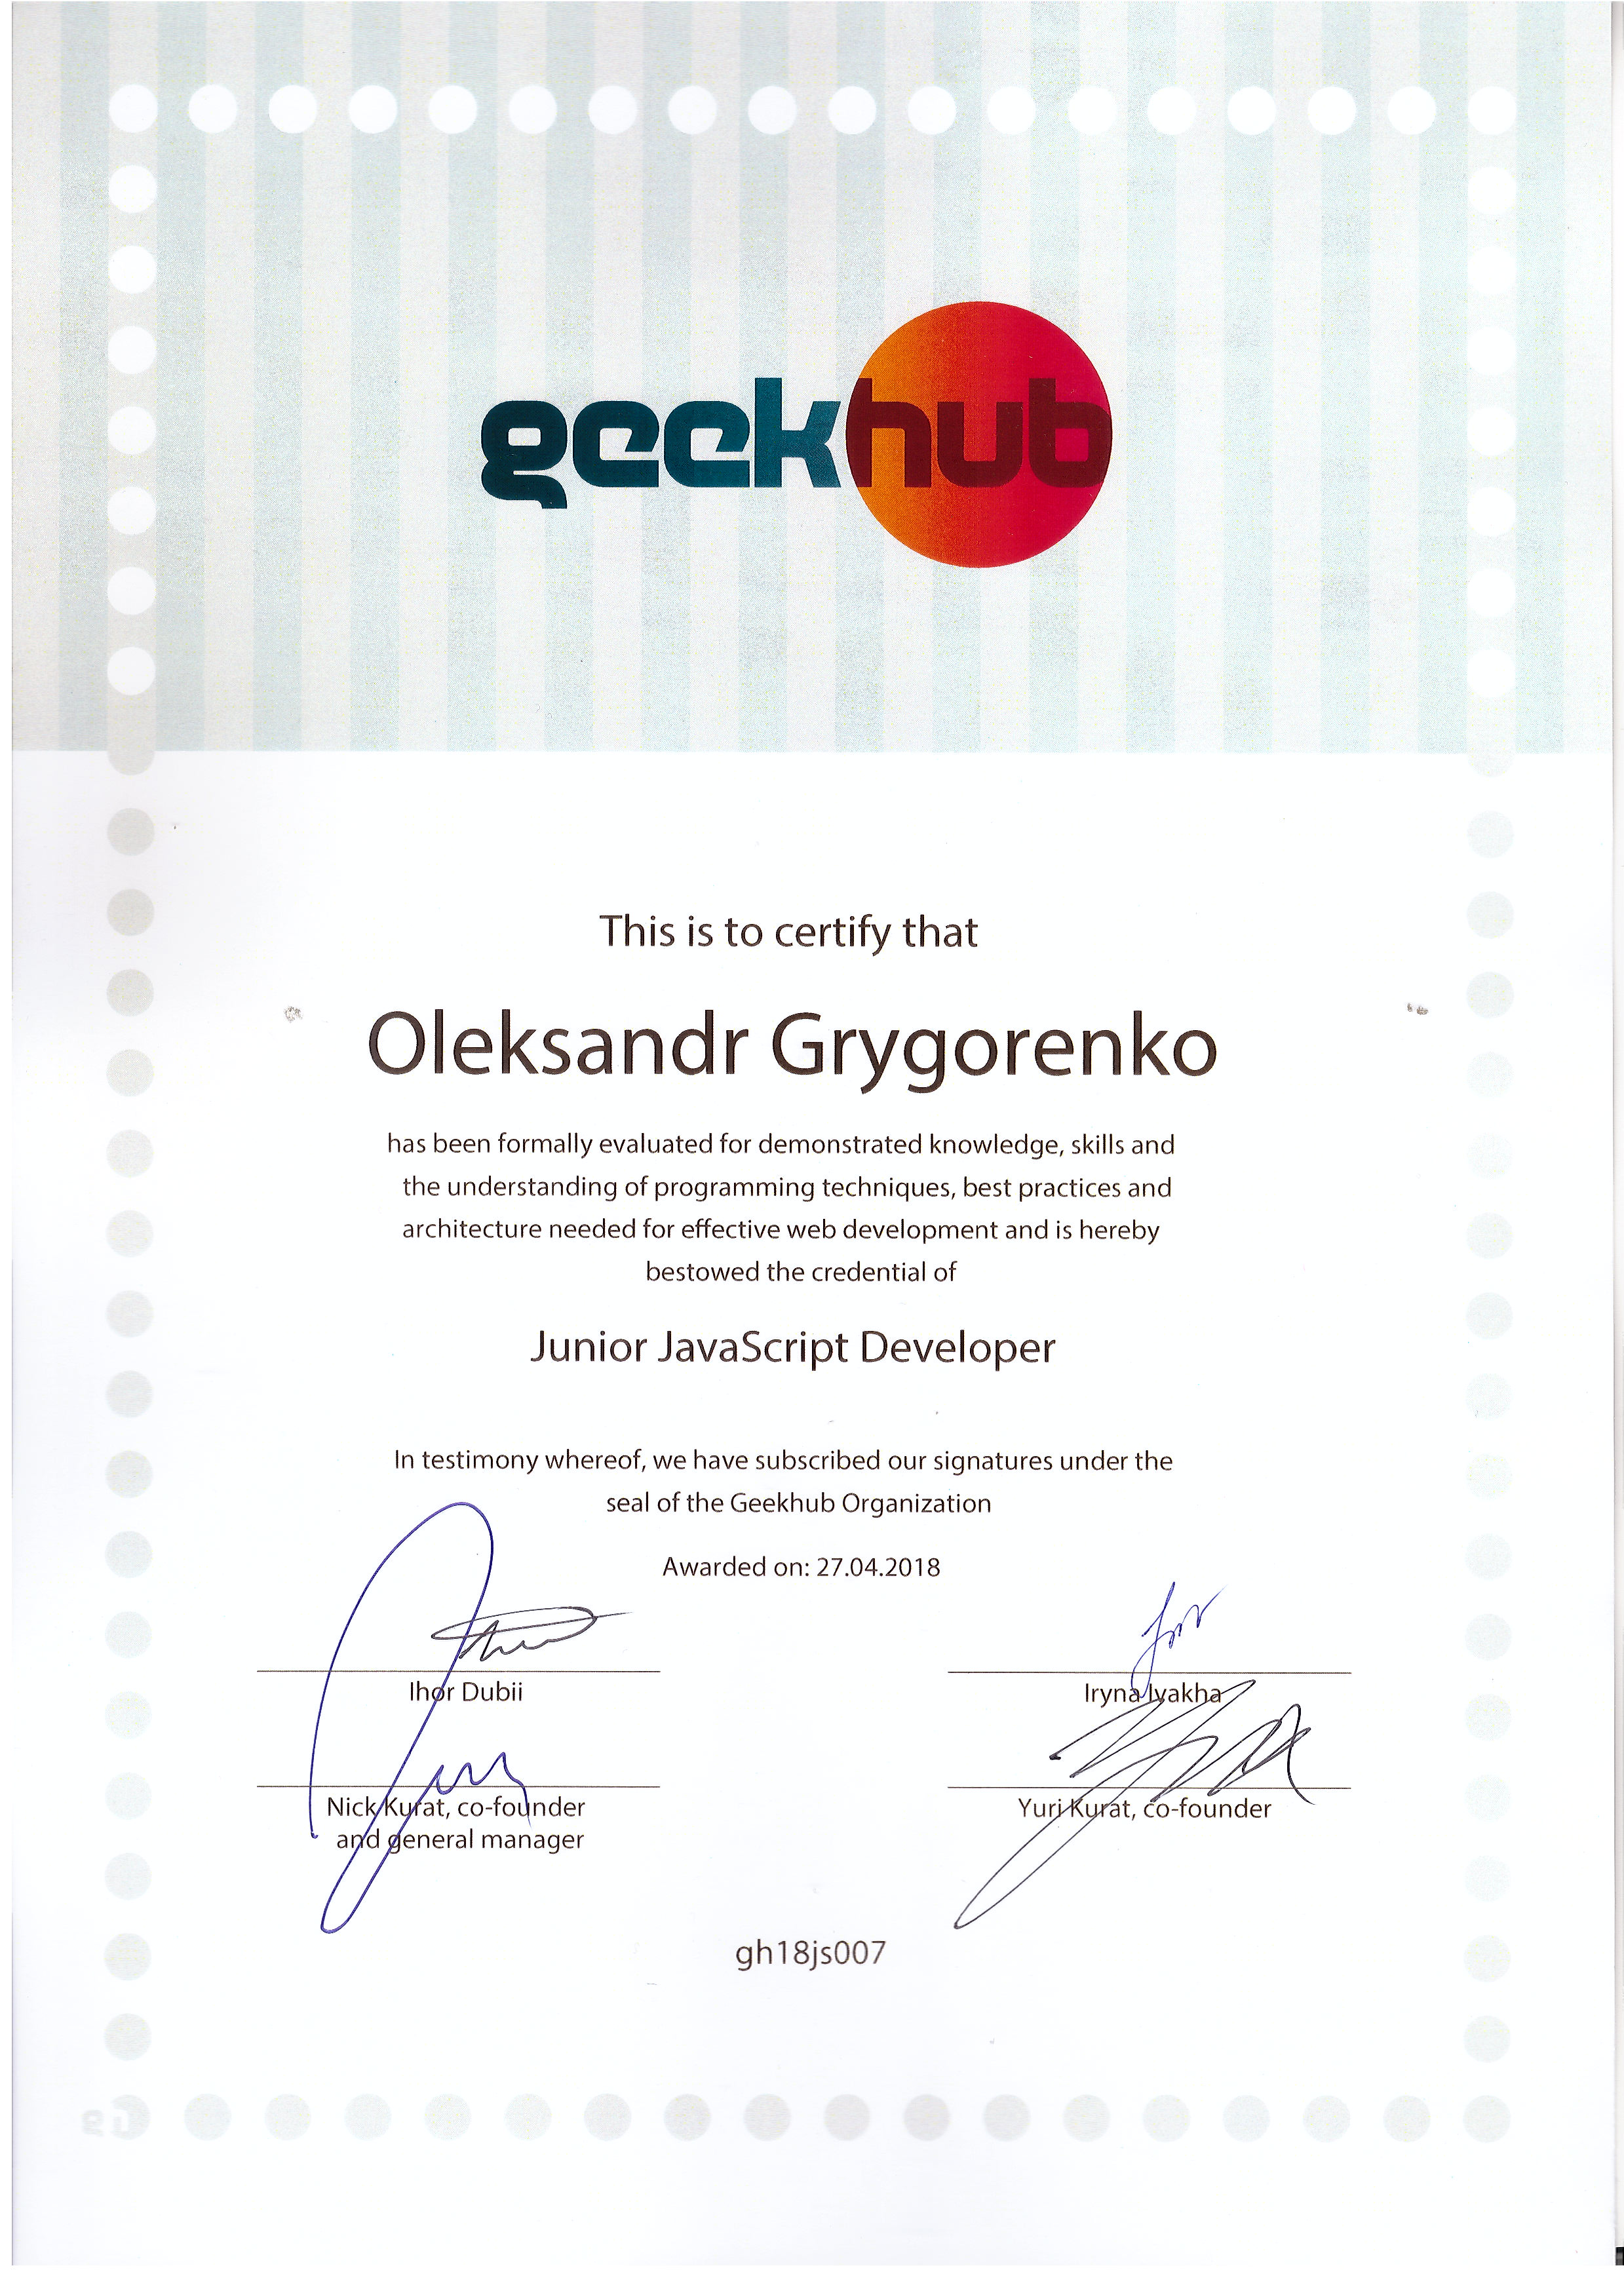 geekhub
This is to certify that
Oleksandr Grygorenko
has been formally evaluated for demonstrated knowledge, skills and
the understanding of programming techniques, best practices and
architecture needed for effective web development and is hereby
bestowed the credential of
Junior JavaScript Developer
In testimony whereof, we have subscribed our signatures under the
seal of the Geekhub Organization
Awarded on: 27.04.2018
Ihor Dubii
Iryna Ivakha
Nick Kurat, co-founder
and general manager
Yuri Kurat, co-founder
gh18js007